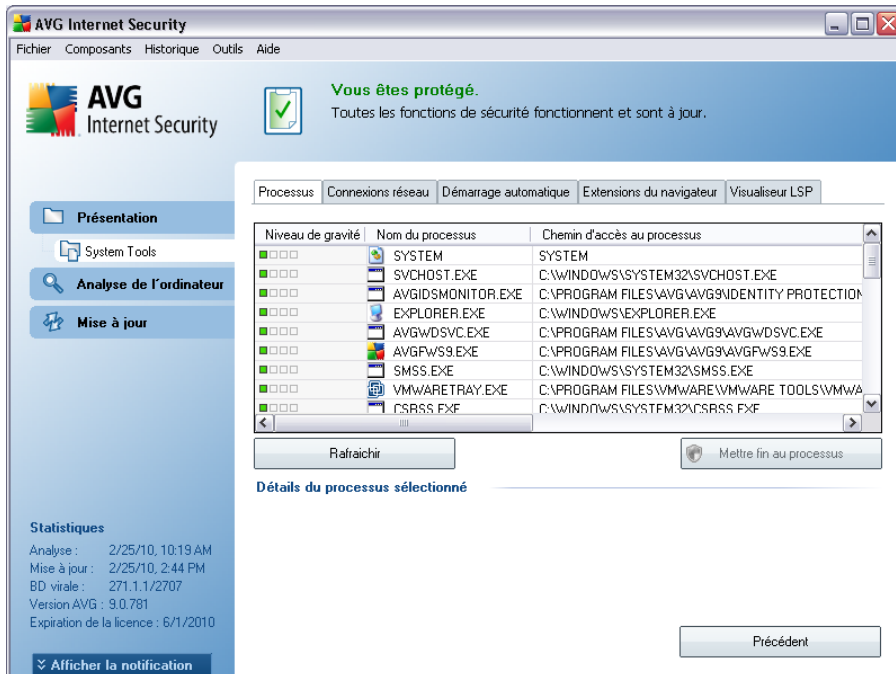 AVG Internet Security
Fichier Composants Historique Outils Aide
AVG
Internet Security
Vous êtes protégé.
Toutes les fonctions de sécurité fonctionnent et sont à jour.
Présentation
System Tools
Analyse de l'ordinateur
Mise à jour
Processus Connexions réseau Démarrage automatique Extensions du navigateur Visualiseur LSP
Niveau de gravité Nom du processus Chemin d'accès au processus
SYSTEM SYSTEM
SVCHOST.EXE C:\WINDOWS\SYSTEM32\SVCHOST.EXE
AVGIDSMONITOR.EXE C:\PROGRAM FILES\AVG\AVG9\IDENTITY PROTECTION
EXPLORER.EXE C:\WINDOWS\EXPLORER.EXE
AVGWDSVC.EXE C:\PROGRAM FILES\AVG\AVG9\AVGWDSVC.EXE
AVGFWS9.EXE C:\PROGRAM FILES\AVG\AVG9\AVGFWS9.EXE
SMSS.EXE C:\WINDOWS\SYSTEM32\SMSS.EXE
VMWARETRAY.EXE C:\PROGRAM FILES\VMWARE\VMWARE TOOLS\VMWA
CSRSS.EXE C:\WINDOWS\SYSTEM32\CSRSS.EXE
Rafraichir Mettre fin au processus
Détails du processus sélectionné
Statistiques
Analyse : 2/25/10, 10:19 AM
Mise à jour : 2/25/10, 2:44 PM
BD virale : 271.1.1/2707
Version AVG : 9.0.781
Expiration de la licence : 6/1/2010
Précédent
Afficher la notification